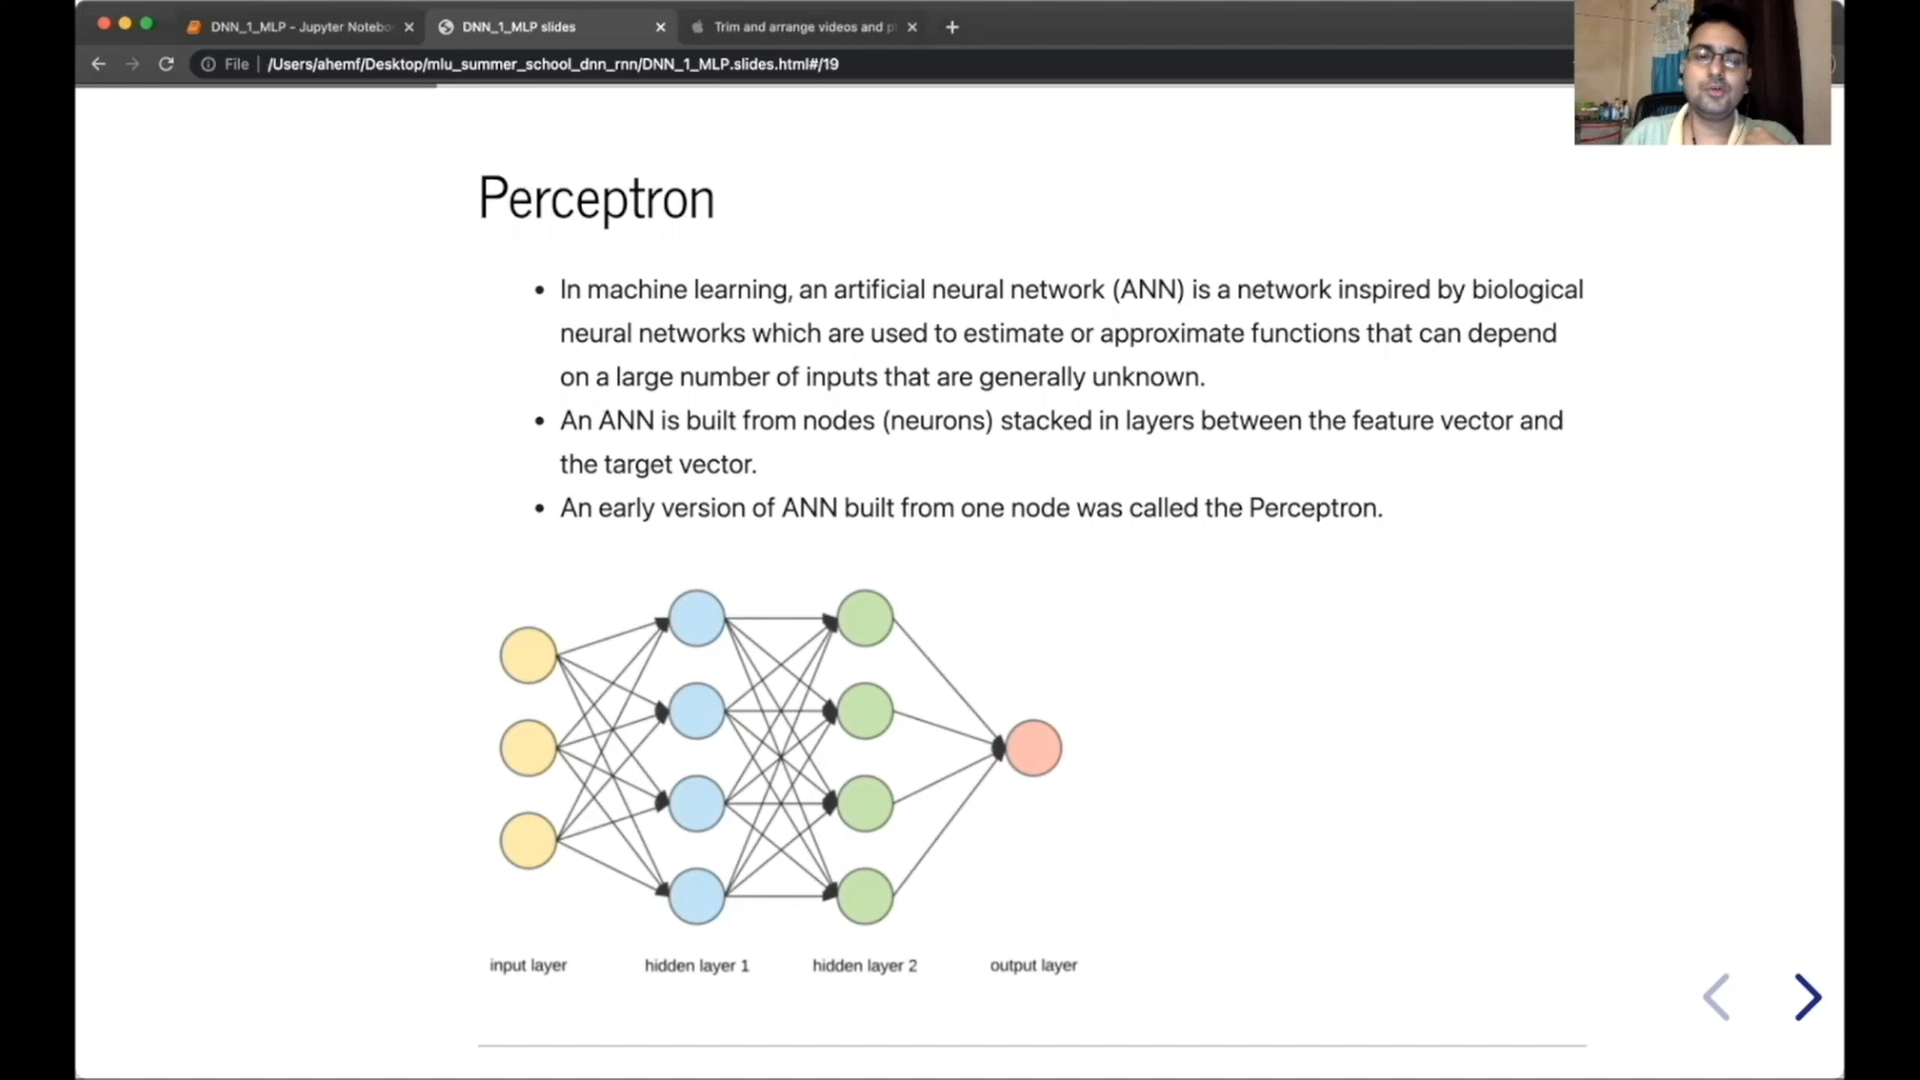 DNN_1_MLP - Jupyter Notebo
DNN_1_MLP slides
Trim and arrange videos and p
File
/Users/ahemf/Desktop/mlu_summer_school_dnn_rnn/DNN_1_MLP.slides.html#/19
Perceptron
• In machine learning, an artificial neural network (ANN) is a network inspired by biological
neural networks which are used to estimate or approximate functions that can depend
on a large number of inputs that are generally unknown.
• An ANN is built from nodes (neurons) stacked in layers between the feature vector and
the target vector.
• An early version of ANN built from one node was called the Perceptron.
input layer
hidden layer 1
hidden layer 2
output layer